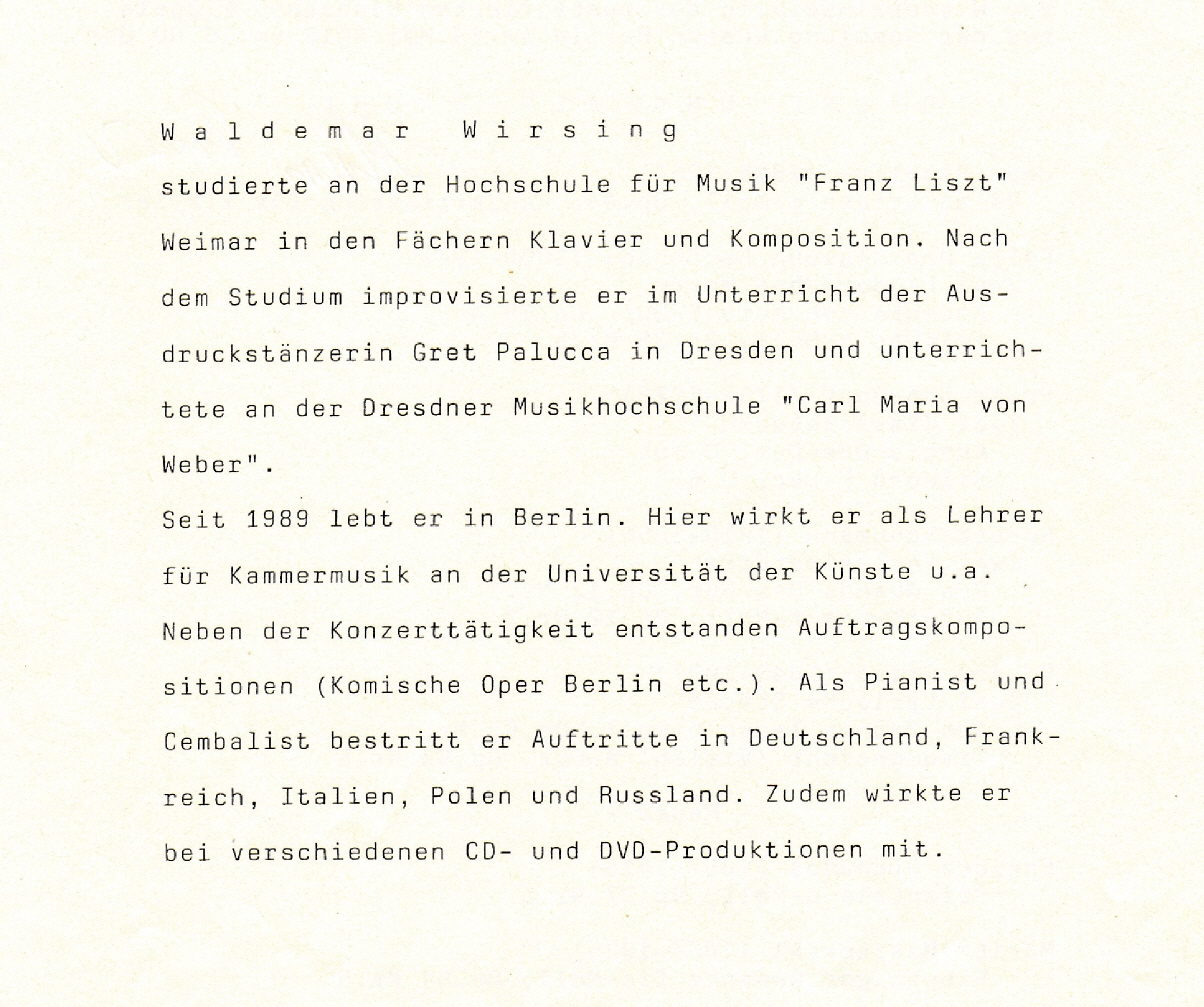 W a l d e m a r   W i r s i n g
studierte an der Hochschule für Musik "Franz Liszt"
Weimar in den Fächern Klavier und Komposition. Nach
dem Studium improvisierte er im Unterricht der Aus-
druckstänzerin Gret Palucca in Dresden und unterrich-
tete an der Dresdner Musikhochschule "Carl Maria von
Weber".
Seit 1989 lebt er in Berlin. Hier wirkt er als Lehrer
für Kammermusik an der Universität der Künste u.a.
Neben der Konzerttätigkeit entstanden Auftragskompo-
sitionen (Komische Oper Berlin etc.). Als Pianist und
Cembalist bestritt er Auftritte in Deutschland, Frank-
reich, Italien, Polen und Russland. Zudem wirkte er
bei verschiedenen CD- und DVD-Produktionen mit.